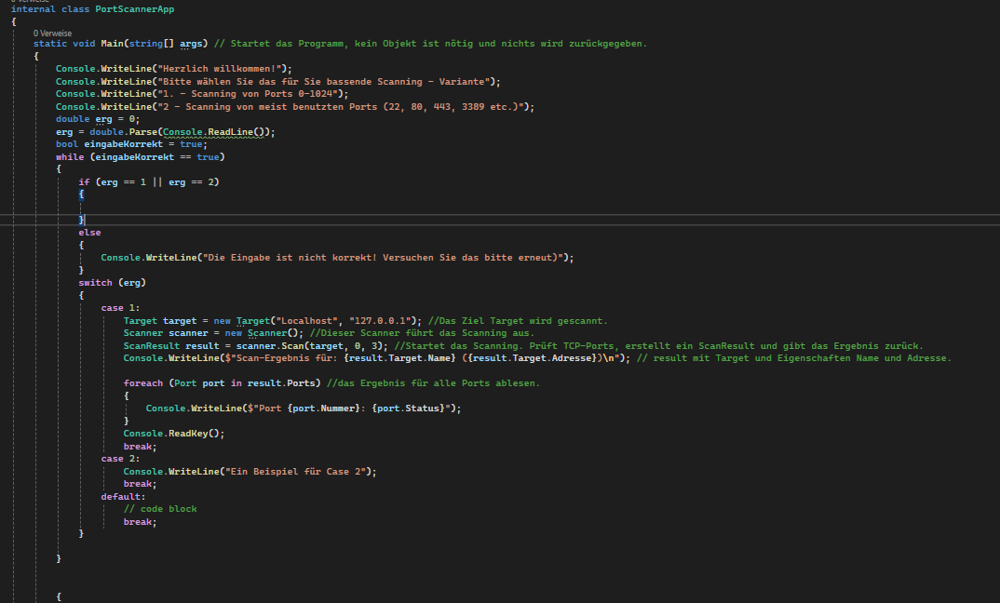 internal class PortScannerApp
{
0 Verweise
static void Main(string[] args) // Startet das Programm, kein Objekt ist nötig und nichts wird zurückgegeben.
{
Console.WriteLine("Herzlich willkommen!");
Console.WriteLine("Bitte wählen Sie das für Sie bassende Scanning - Variante");
Console.WriteLine("1. - Scanning von Ports 0-1024");
Console.WriteLine("2 - Scanning von meist benutzten Ports (22, 80, 443, 3389 etc.)");
double erg = 0;
erg = double.Parse(Console.ReadLine());
bool eingabeKorrekt = true;
while (eingabeKorrekt == true)
{
if (erg == 1 || erg == 2)
{
}
else
{
Console.WriteLine("Die Eingabe ist nicht korrekt! Versuchen Sie das bitte erneut)");
}
switch (erg)
{
case 1:
Target target = new Target("Localhost", "127.0.0.1"); //Das Ziel Target wird gescannt.
Scanner scanner = new Scanner(); //Dieser Scanner führt das Scanning aus.
ScanResult result = scanner.Scan(target, 0, 3); //Startet das Scanning. Prüft TCP-Ports, erstellt ein ScanResult und gibt das Ergebnis zurück.
Console.WriteLine($"Scan-Ergebnis für: {result.Target.Name} ({result.Target.Adresse})\n"); // result mit Target und Eigenschaften Name und Adresse.
foreach (Port port in result.Ports) //das Ergebnis für alle Ports ablesen.
{
Console.WriteLine($"Port {port.Nummer}: {port.Status}");
}
Console.ReadKey();
break;
case 2:
Console.WriteLine("Ein Beispiel für Case 2");
break;
default:
// code block
break;
}
}
{